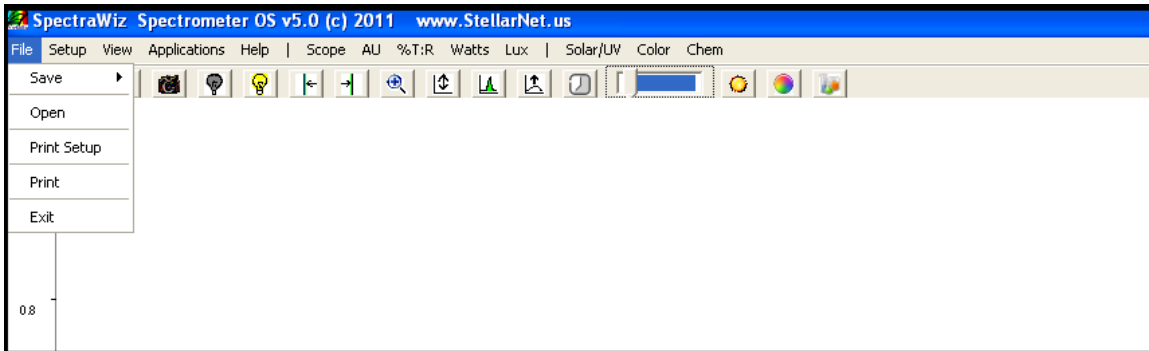 SpectraWiz Spectrometer OS v5.0 (c) 2011 www.StellarNet.us
File Setup View Applications Help | Scope AU %T:R Watts Lux | Solar/UV Color Chem
Save
Open
Print Setup
Print
Exit
0.8